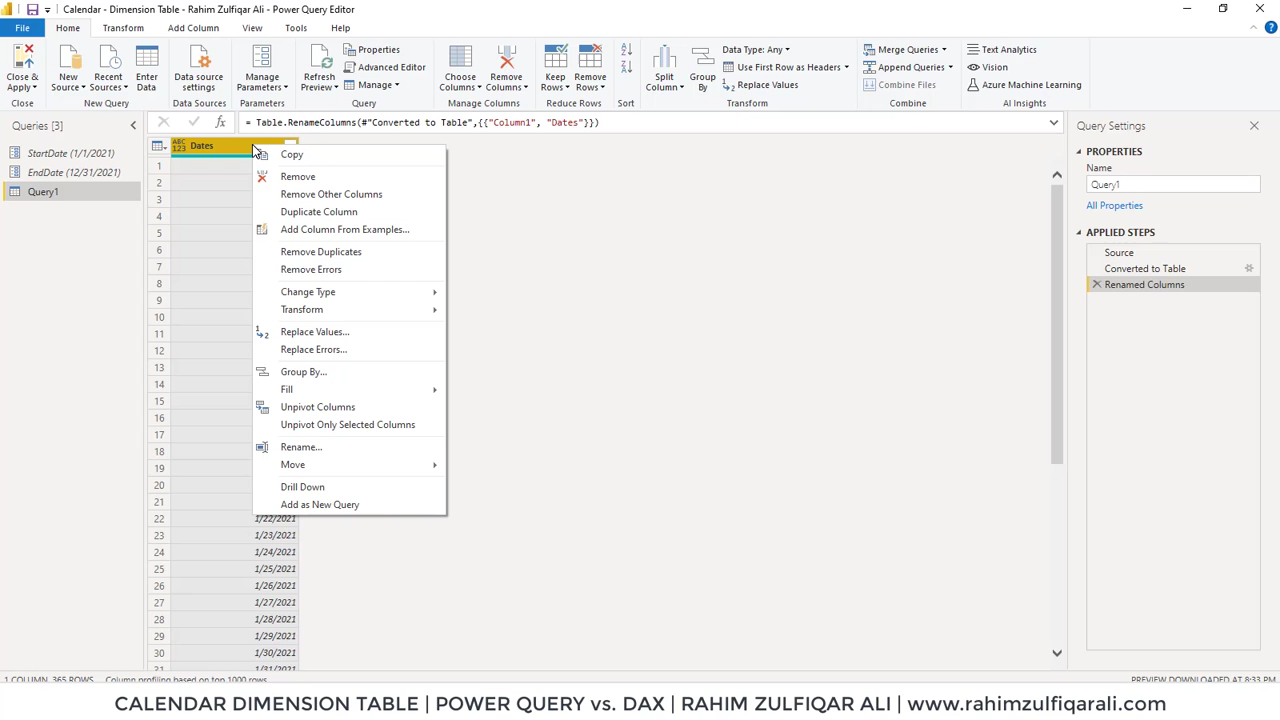 Calendar - Dimension Table - Rahim Zulfiqar Ali - Power Query Editor
File Home Transform Add Column View Tools Help
Close & Apply
New Source
Recent Sources
Enter Data
Data source settings
Manage Parameters
Refresh Preview
Properties
Advanced Editor
Manage
Choose Columns
Remove Columns
Keep Rows
Remove Rows
Split Column
Group By
Data Type: Any
Use First Row as Headers
Replace Values
Merge Queries
Append Queries
Combine Files
Text Analytics
Vision
Azure Machine Learning
Close New Query Data Sources Parameters Query Manage Columns Reduce Rows Sort Transform Combine AI Insights
Queries [3]
StartDate (1/1/2021)
EndDate (12/31/2021)
Query1
= Table.RenameColumns(#"Converted to Table",{{"Column1", "Dates"}})
ABC 123 Dates
1
2
3
4
5
6
7
8
9
10
11
12
13
14
15
16
17
18
19
20
21
22 1/22/2021
23 1/23/2021
24 1/24/2021
25 1/25/2021
26 1/26/2021
27 1/27/2021
28 1/28/2021
29 1/29/2021
30 1/30/2021
31 1/31/2021
Copy
Remove
Remove Other Columns
Duplicate Column
Add Column From Examples...
Remove Duplicates
Remove Errors
Change Type
Transform
Replace Values...
Replace Errors...
Group By...
Fill
Unpivot Columns
Unpivot Only Selected Columns
Rename...
Move
Drill Down
Add as New Query
Query Settings
PROPERTIES
Name
Query1
All Properties
APPLIED STEPS
Source
Converted to Table
Renamed Columns
1 COLUMN, 365 ROWS Column profiling based on top 1000 rows
PREVIEW DOWNLOADED AT 8:33 PM
CALENDAR DIMENSION TABLE | POWER QUERY vs. DAX | RAHIM ZULFIQAR ALI | www.rahimzulfiqarali.com